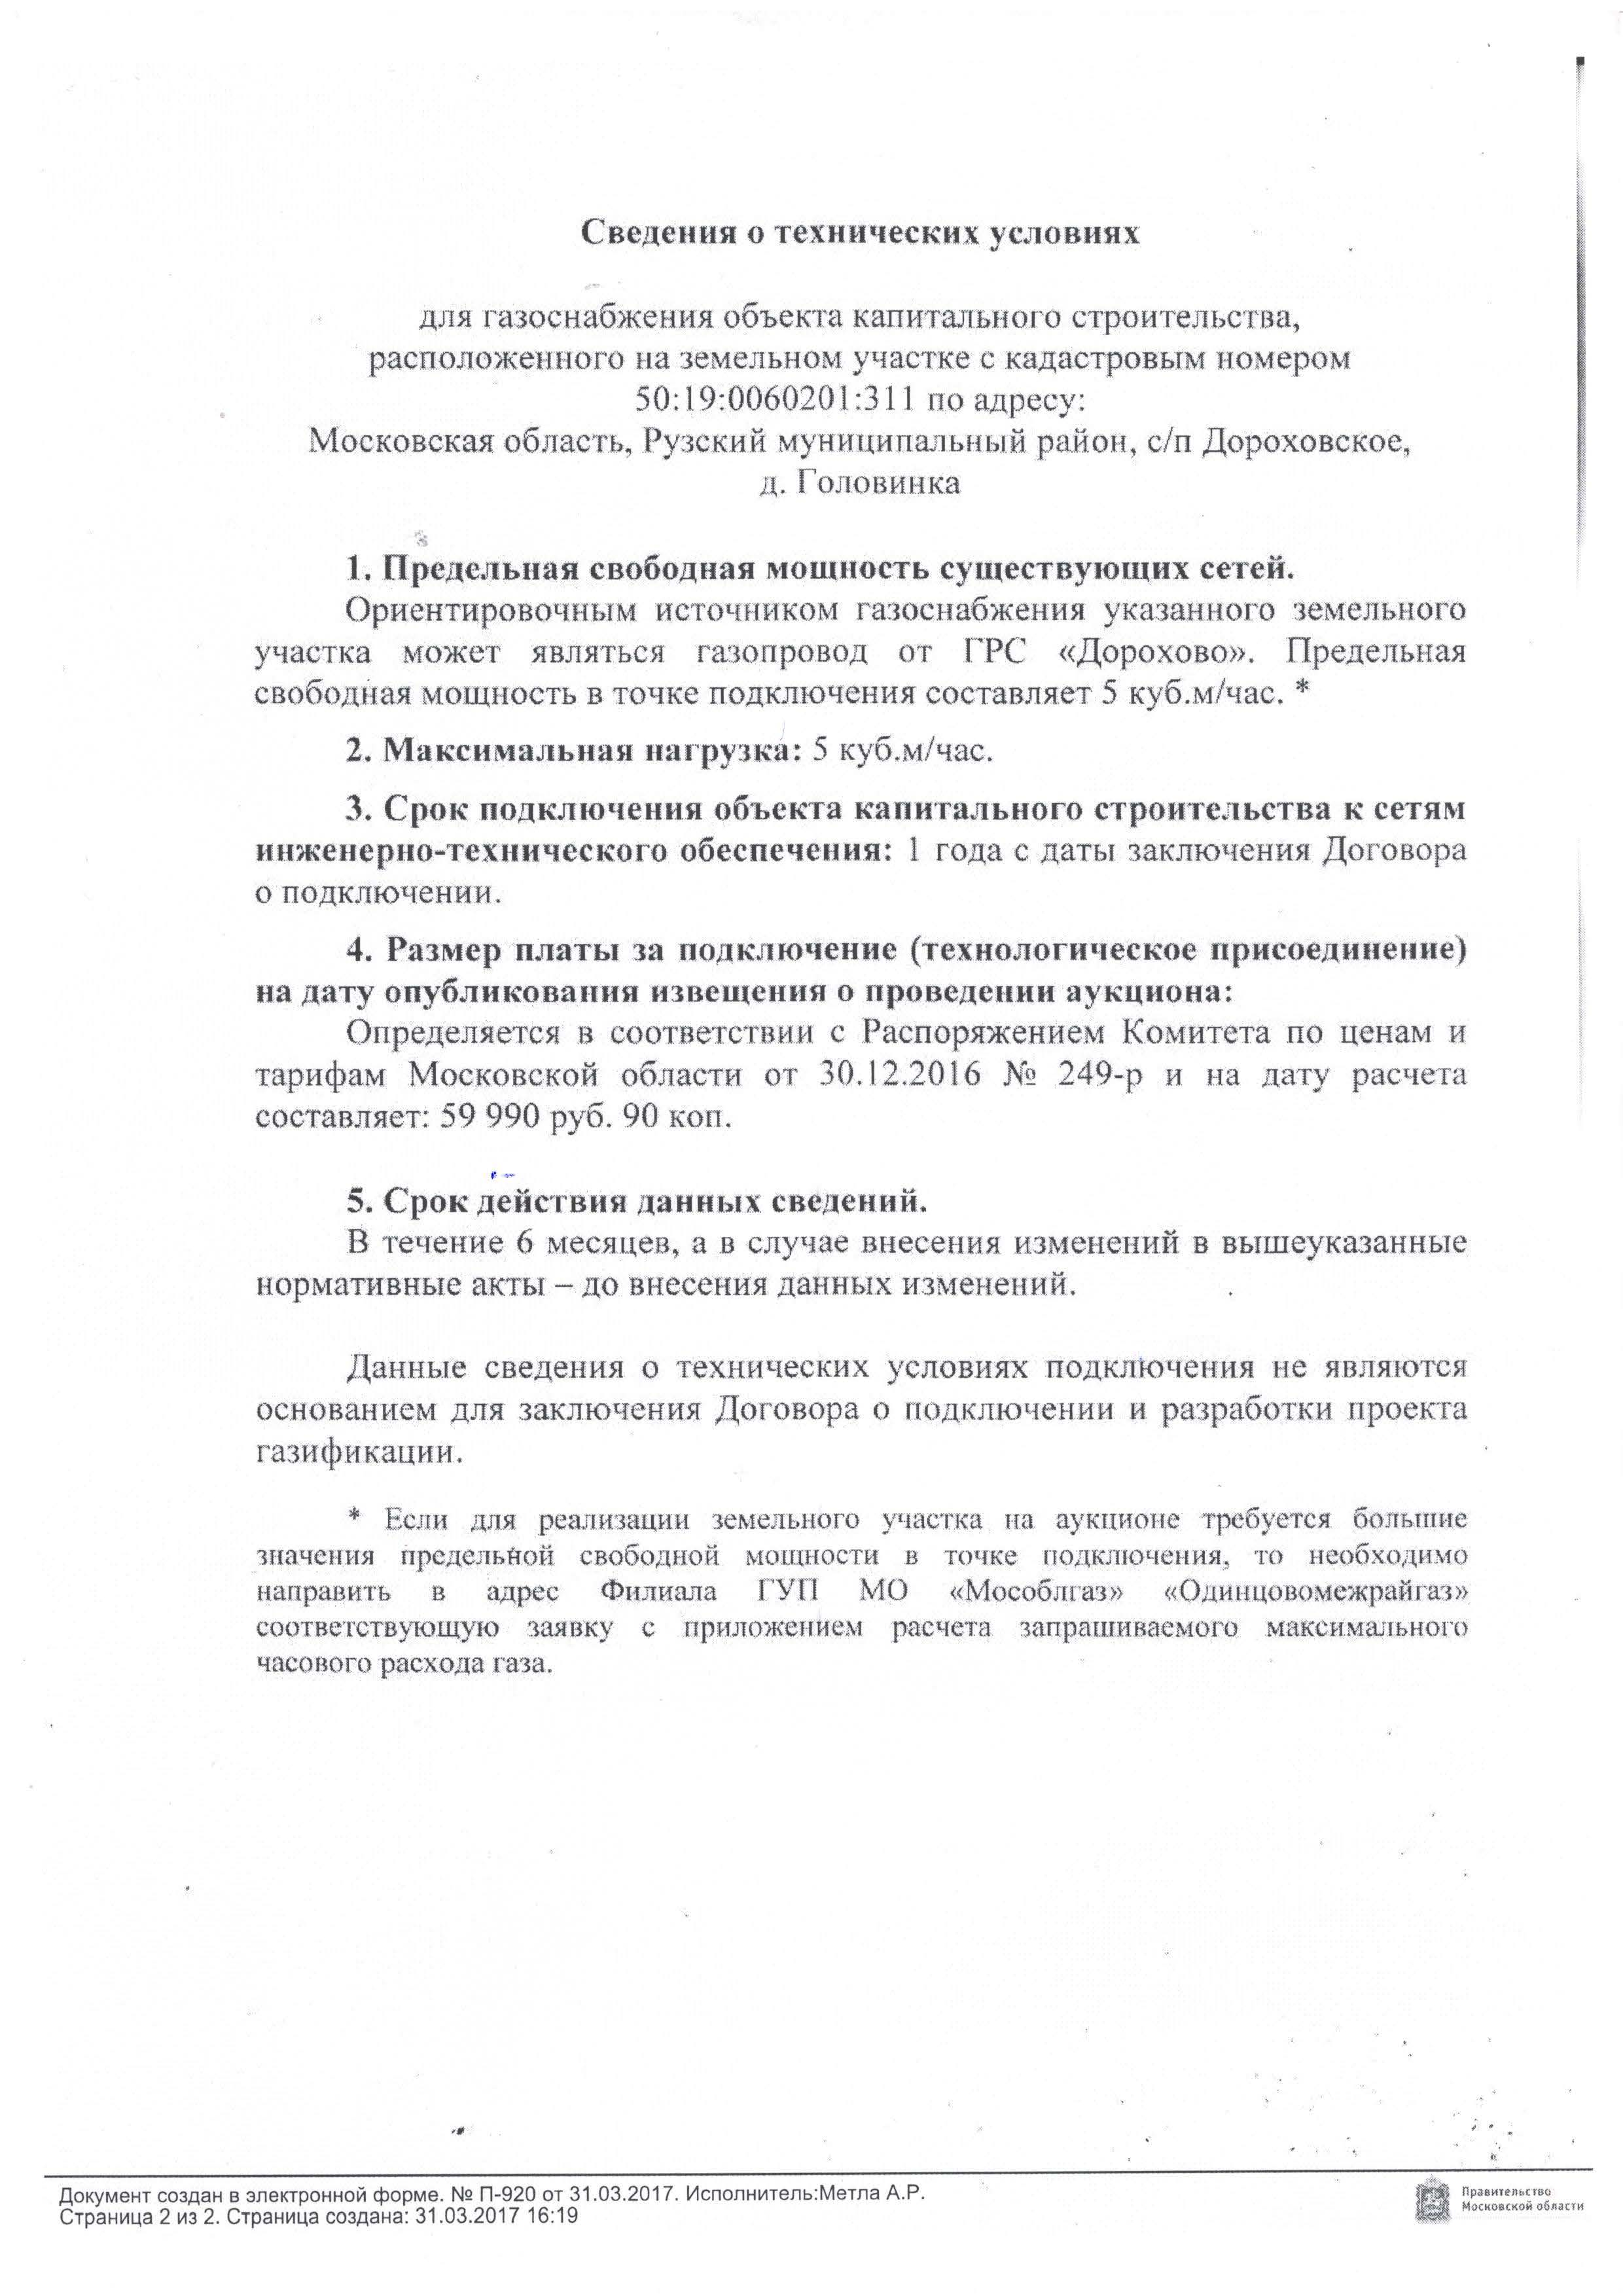 Сведения о технических условиях
для газоснабжения объекта капитального строительства,
расположенного на земельном участке с кадастровым номером
50:19:0060201:311 по адресу:
Московская область, Рузский муниципальный район, с/п Дороховское,
д. Головинка
1. Предельная свободная мощность существующих сетей.
Ориентировочным источником газоснабжения указанного земельного
участка может являться газопровод от ГРС «Дорохово». Предельная
свободная мощность в точке подключения составляет 5 куб.м/час. *
2. Максимальная нагрузка: 5 куб.м/час.
3. Срок подключения объекта капитального строительства к сетям
инженерно-технического обеспечения: 1 года с даты заключения Договора
о подключении.
4. Размер платы за подключение (технологическое присоединение)
на дату опубликования извещения о проведении аукциона:
Определяется в соответствии с Распоряжением Комитета по ценам и
тарифам Московской области от 30.12.2016 № 249-р и на дату расчета
составляет: 59 990 руб. 90 коп.
5. Срок действия данных сведений.
В течение 6 месяцев, а в случае внесения изменений в вышеуказанные
нормативные акты – до внесения данных изменений.
Данные сведения о технических условиях подключения не являются
основанием для заключения Договора о подключении и разработки проекта
газификации.
* Если для реализации земельного участка на аукционе требуется большие
значения предельной свободной мощности в точке подключения, то необходимо
направить в адрес Филиала ГУП МО «Мособлгаз» «Одинцовомежрайгаз»
соответствующую заявку с приложением расчета запрашиваемого максимального
часового расхода газа.
Документ создан в электронной форме. № П-920 от 31.03.2017. Исполнитель:Метла А.Р.
Страница 2 из 2. Страница создана: 31.03.2017 16:19
Правительство
Московской области